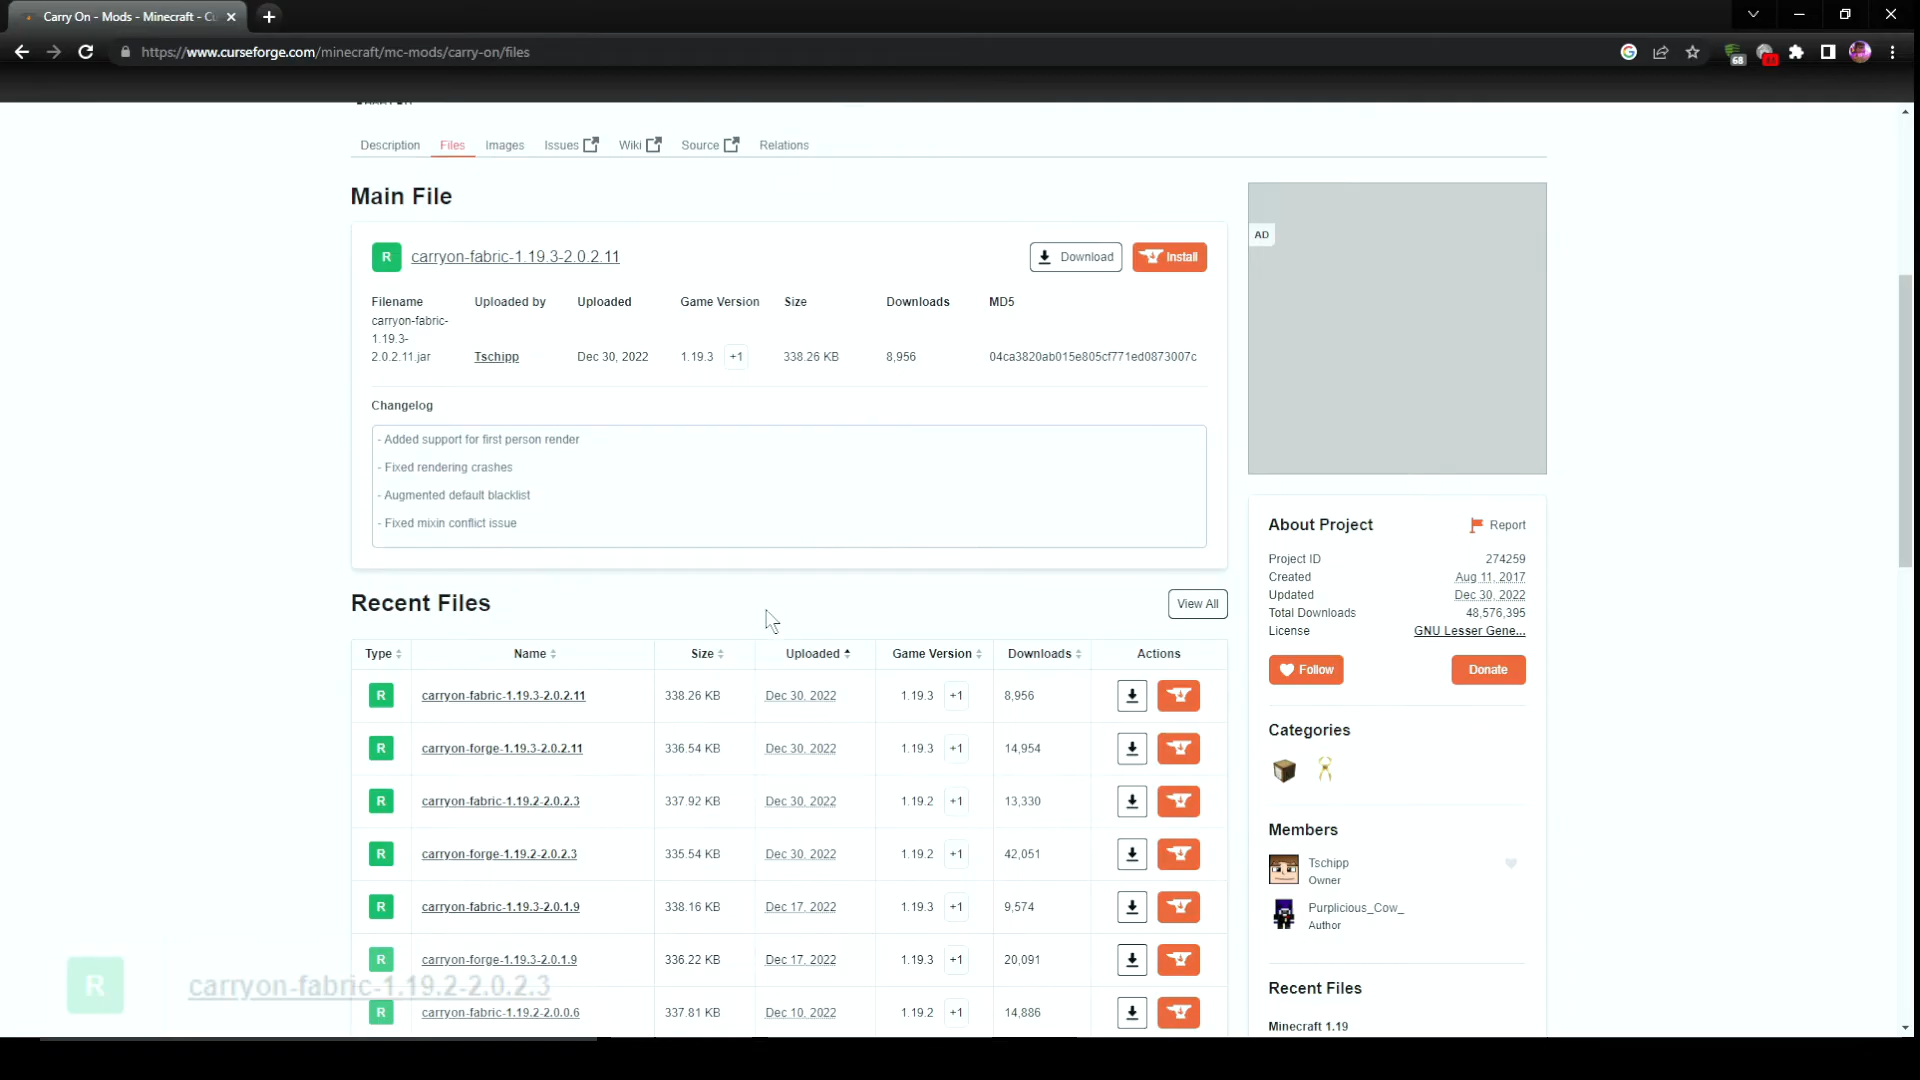 Carry On - Mods - Minecraft - Cu
https://www.curseforge.com/minecraft/mc-mods/carry-on/files
68
Description Files Images Issues Wiki Source Relations
Main File
R carryon-fabric-1.19.3-2.0.2.11 Download Install
Filename Uploaded by Uploaded Game Version Size Downloads MD5
carryon-fabric-
1.19.3-
2.0.2.11.jar Tschipp Dec 30, 2022 1.19.3 +1 338.26 KB 8,956 04ca3820ab015e805cf771ed0873007c
Changelog
- Added support for first person render
- Fixed rendering crashes
- Augmented default blacklist
- Fixed mixin conflict issue
Recent Files View All
Type Name Size Uploaded Game Version Downloads Actions
R carryon-fabric-1.19.3-2.0.2.11 338.26 KB Dec 30, 2022 1.19.3 +1 8,956
R carryon-forge-1.19.3-2.0.2.11 336.54 KB Dec 30, 2022 1.19.3 +1 14,954
R carryon-fabric-1.19.2-2.0.2.3 337.92 KB Dec 30, 2022 1.19.2 +1 13,330
R carryon-forge-1.19.2-2.0.2.3 335.54 KB Dec 30, 2022 1.19.2 +1 42,051
R carryon-fabric-1.19.3-2.0.1.9 338.16 KB Dec 17, 2022 1.19.3 +1 9,574
R carryon-forge-1.19.3-2.0.1.9 336.22 KB Dec 17, 2022 1.19.3 +1 20,091
R carryon-fabric-1.19.2-2.0.2.3
R carryon-fabric-1.19.2-2.0.0.6 337.81 KB Dec 10, 2022 1.19.2 +1 14,886
AD
About Project Report
Project ID 274259
Created Aug 11, 2017
Updated Dec 30, 2022
Total Downloads 48,576,395
License GNU Lesser Gene...
Follow Donate
Categories
Members
Tschipp
Owner
Purplicious_Cow_
Author
Recent Files
Minecraft 1.19